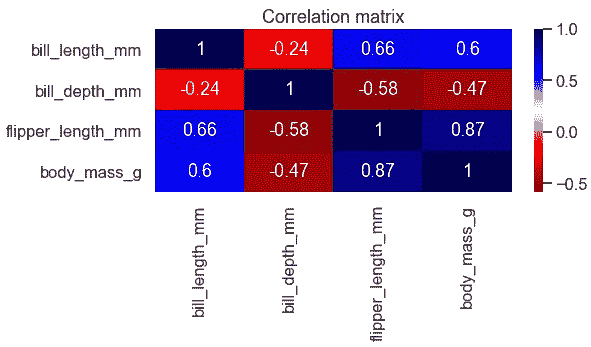 Correlation matrix
bill_length_mm 1 -0.24 0.66 0.6
bill_depth_mm -0.24 1 -0.58 -0.47
flipper_length_mm 0.66 -0.58 1 0.87
body_mass_g 0.6 -0.47 0.87 1
bill_length_mm
bill_depth_mm
flipper_length_mm
body_mass_g
1.0
0.5
0.0
−0.5